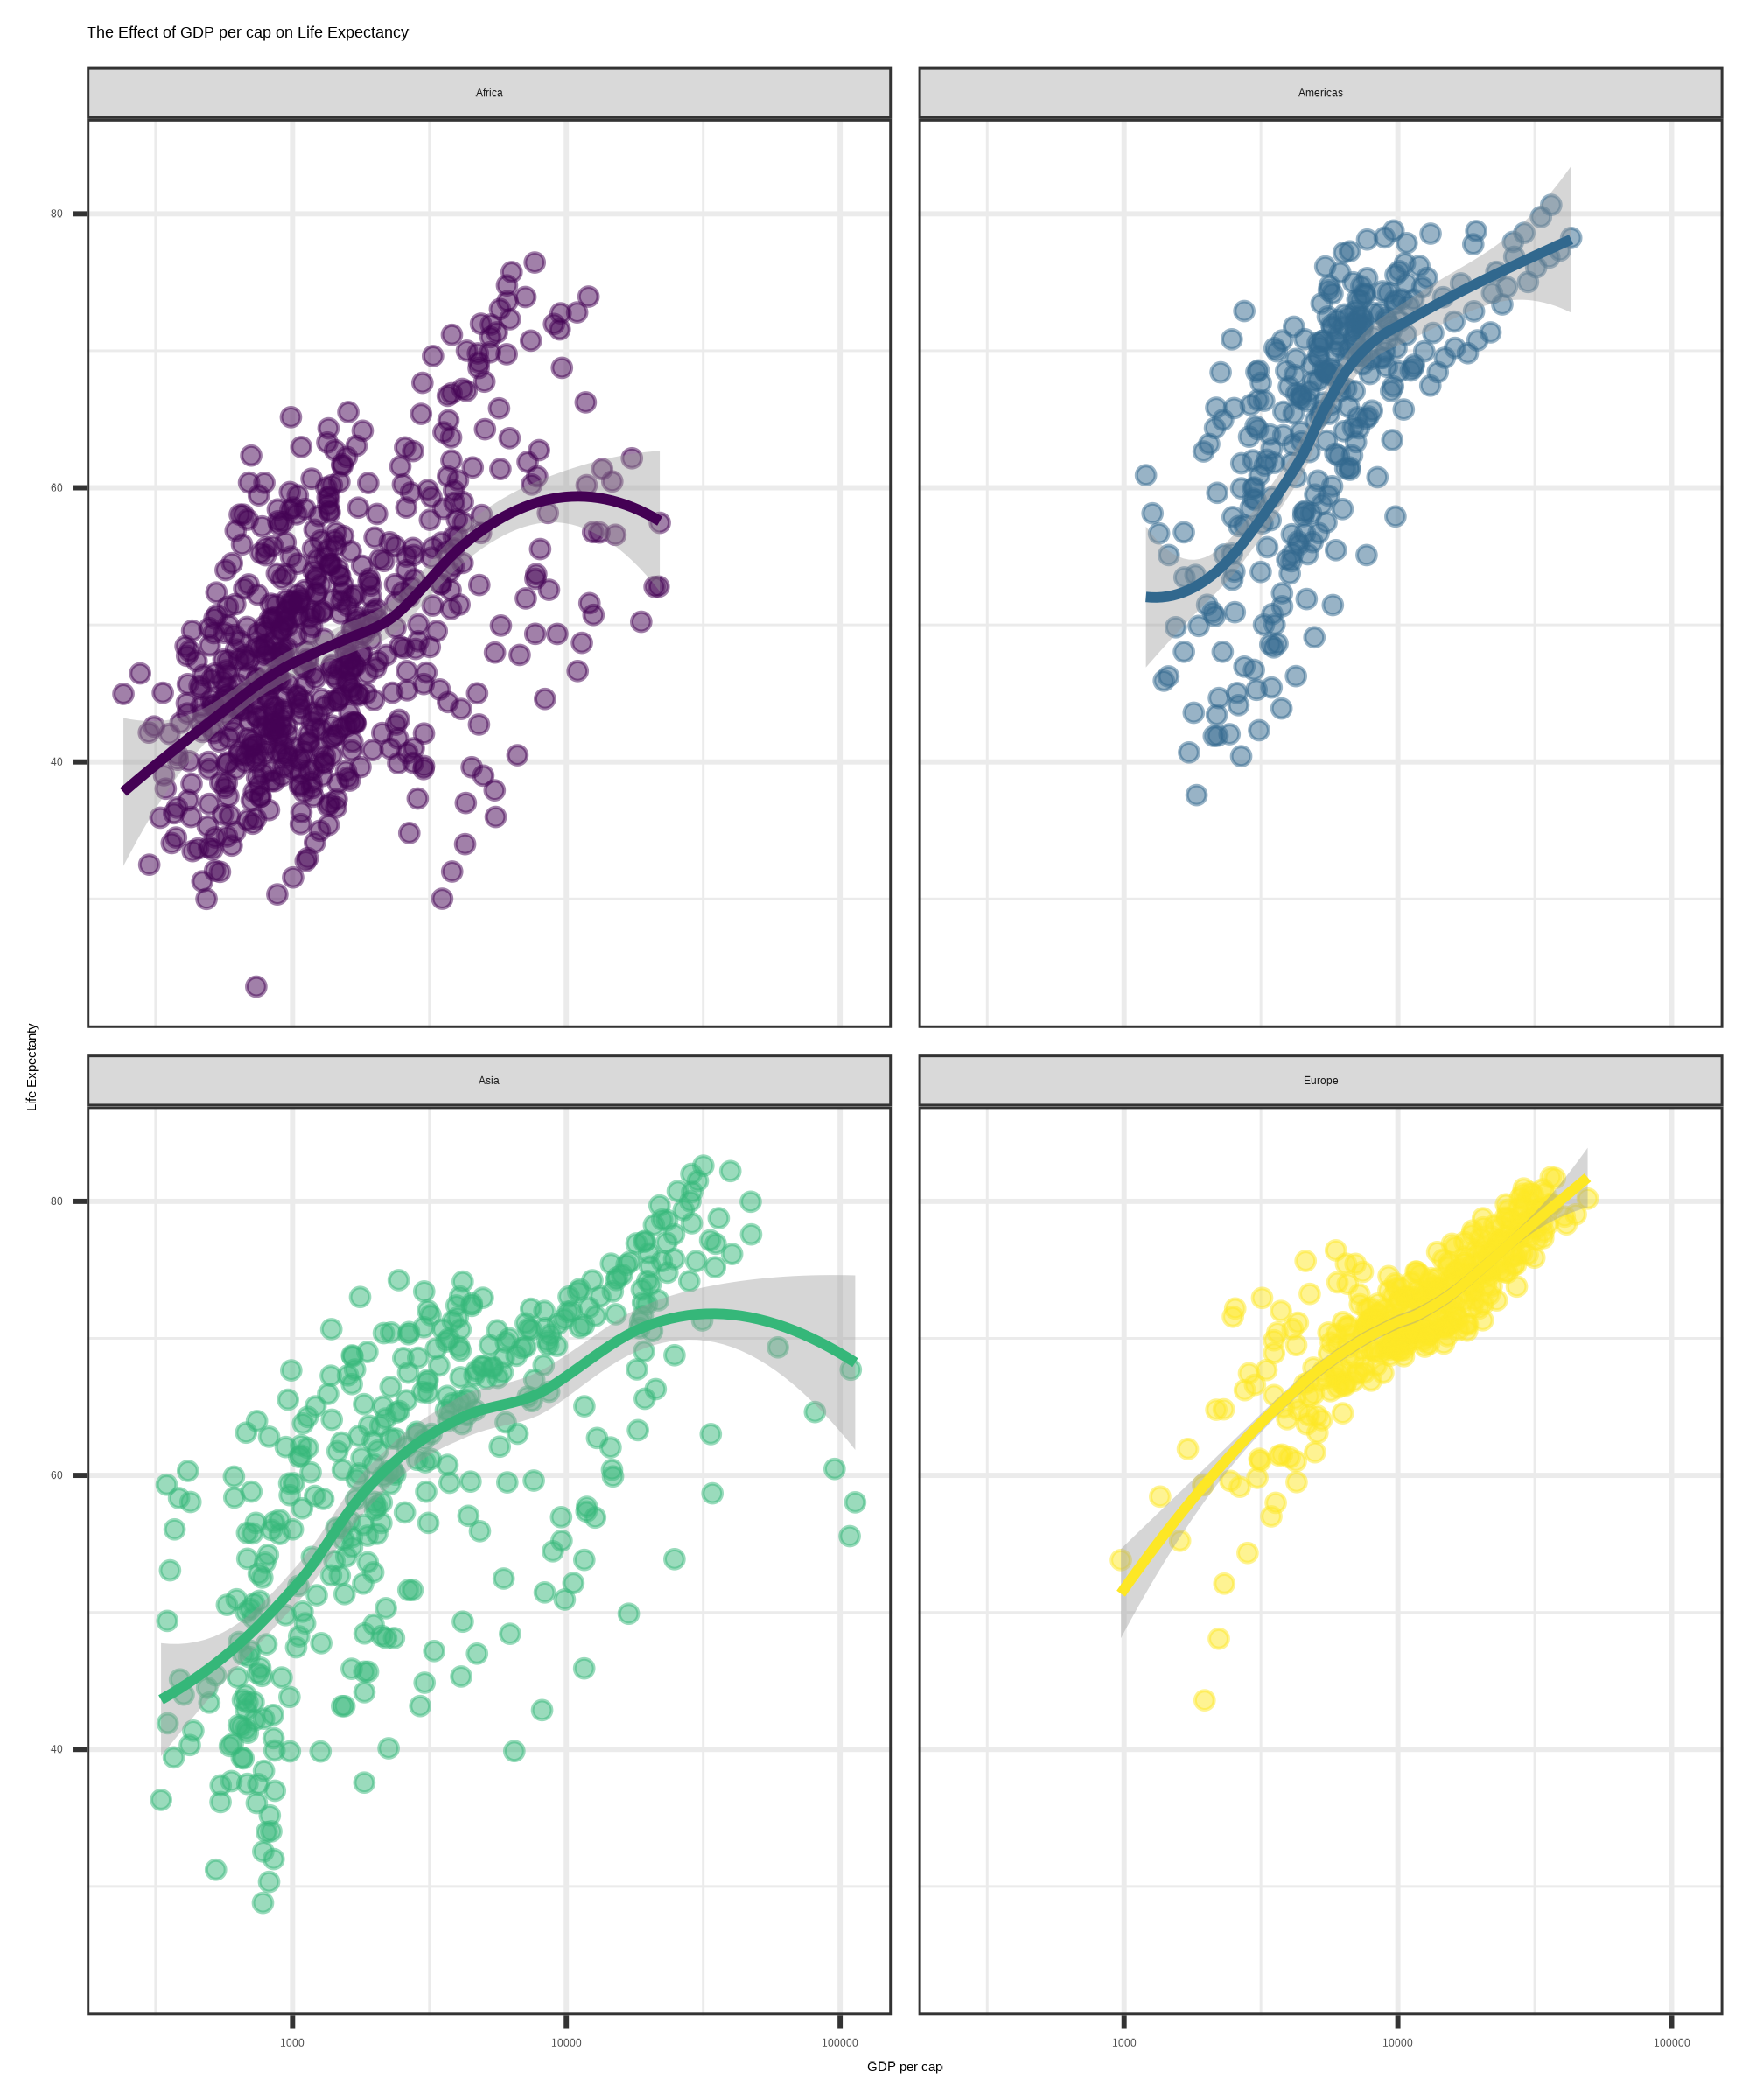 The Effect of GDP per cap on Life Expectancy
Africa
Americas
80
60
40
Life Expectanty
Asia
Europe
80
60
40
1000
10000
100000
1000
10000
100000
GDP per cap